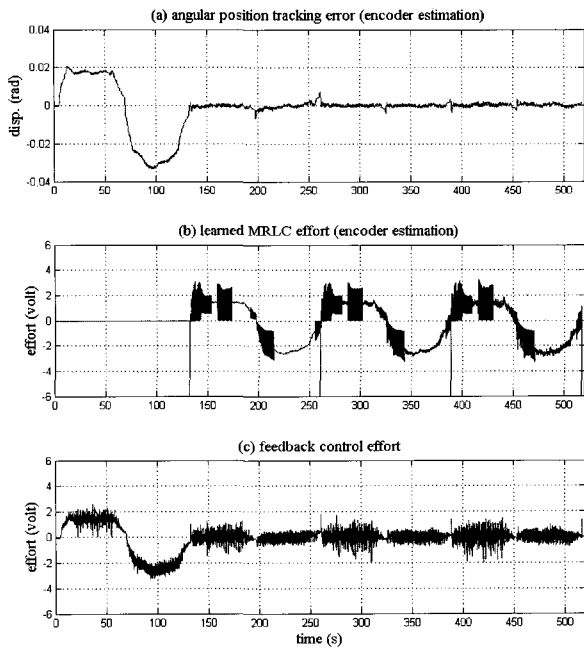 (a) angular position tracking error (encoder estimation)
0.04
0.02
0
-0.02
-0.04
disp. (rad)
0 50 100 150 200 250 300 350 400 450 500
(b) learned MRLC effort (encoder estimation)
6
4
2
0
-2
-4
-6
effort (volt)
0 50 100 150 200 250 300 350 400 450 500
(c) feedback control effort
6
4
2
0
-2
-4
-6
effort (volt)
0 50 100 150 200 250 300 350 400 450 500
time (s)